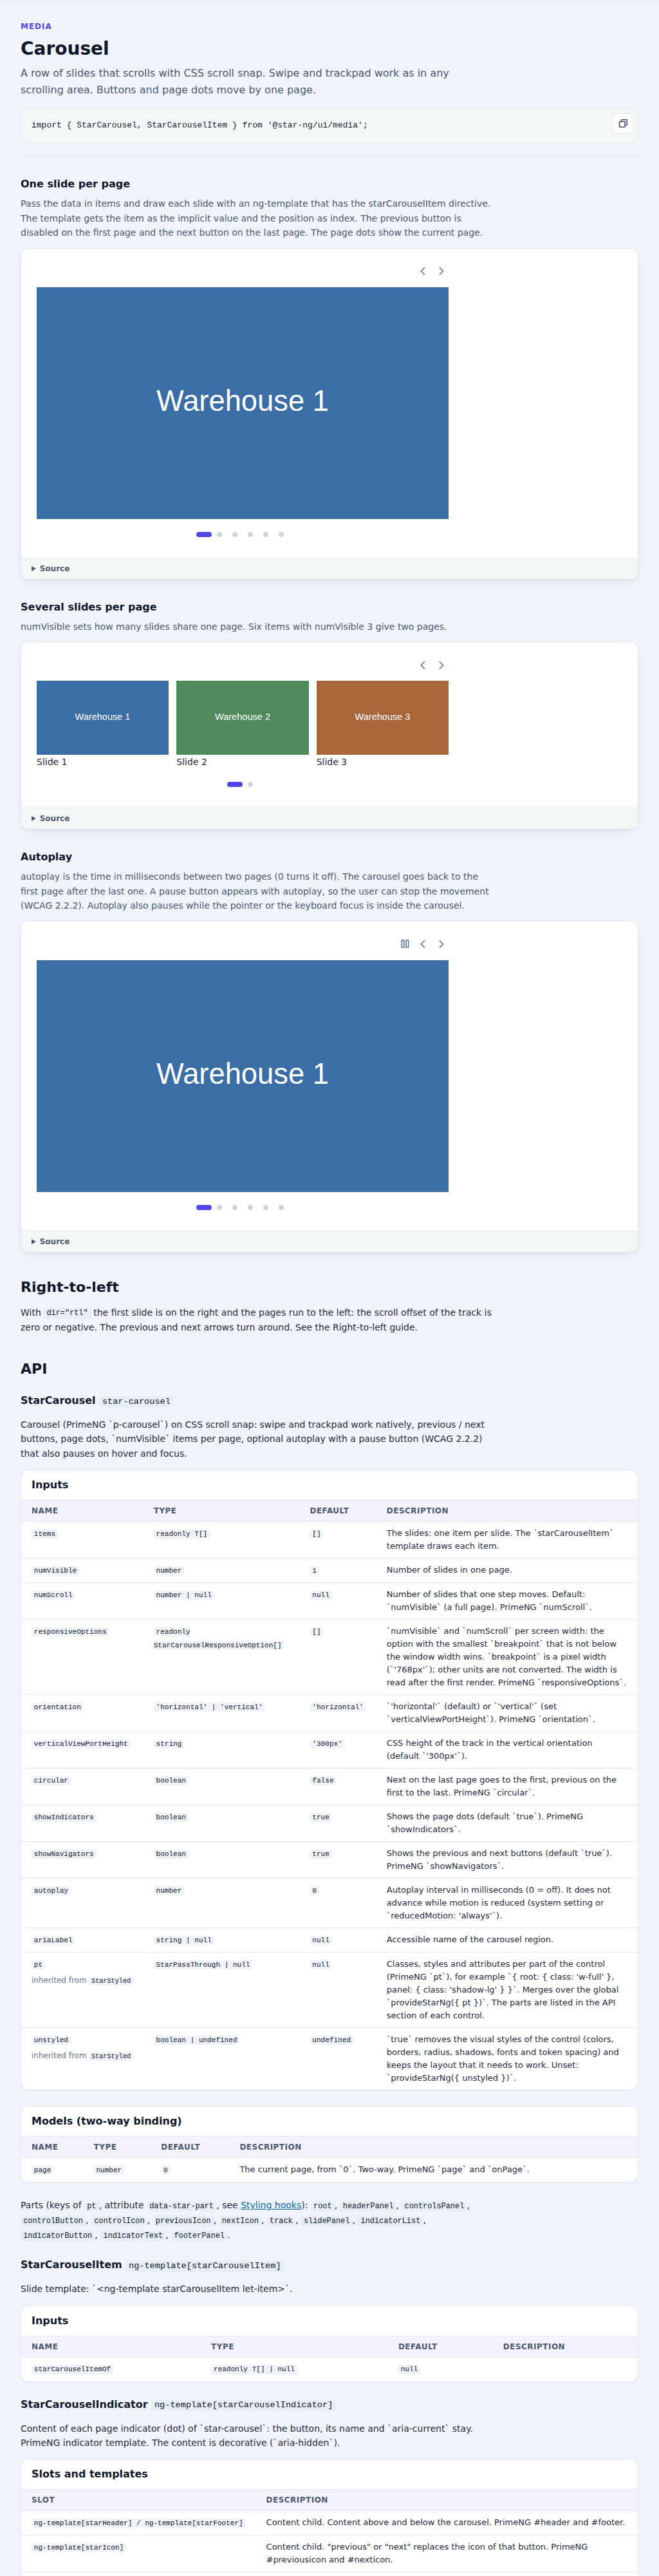 MEDIA
Carousel
A row of slides that scrolls with CSS scroll snap. Swipe and trackpad work as in any
scrolling area. Buttons and page dots move by one page.
import { StarCarousel, StarCarouselItem } from '@star-ng/ui/media';
One slide per page
Pass the data in items and draw each slide with an ng-template that has the starCarouselItem directive.
The template gets the item as the implicit value and the position as index. The previous button is
disabled on the first page and the next button on the last page. The page dots show the current page.
Warehouse 1
Source
Several slides per page
numVisible sets how many slides share one page. Six items with numVisible 3 give two pages.
Warehouse 1 Warehouse 2 Warehouse 3
Slide 1 Slide 2 Slide 3
Source
Autoplay
autoplay is the time in milliseconds between two pages (0 turns it off). The carousel goes back to the
first page after the last one. A pause button appears with autoplay, so the user can stop the movement
(WCAG 2.2.2). Autoplay also pauses while the pointer or the keyboard focus is inside the carousel.
Warehouse 1
Source
Right-to-left
With dir="rtl" the first slide is on the right and the pages run to the left: the scroll offset of the track is
zero or negative. The previous and next arrows turn around. See the Right-to-left guide.
API
StarCarousel star-carousel
Carousel (PrimeNG `p-carousel`) on CSS scroll snap: swipe and trackpad work natively, previous / next
buttons, page dots, `numVisible` items per page, optional autoplay with a pause button (WCAG 2.2.2)
that also pauses on hover and focus.
Inputs
NAME TYPE DEFAULT DESCRIPTION
items readonly T[] [] The slides: one item per slide. The `starCarouselItem`
template draws each item.
numVisible number 1 Number of slides in one page.
numScroll number | null null Number of slides that one step moves. Default:
`numVisible` (a full page). PrimeNG `numScroll`.
responsiveOptions readonly StarCarouselResponsiveOption[] [] `numVisible` and `numScroll` per screen width: the
option with the smallest `breakpoint` that is not below
the window width wins. `breakpoint` is a pixel width
(`'768px'`); other units are not converted. The width is
read after the first render. PrimeNG `responsiveOptions`.
orientation 'horizontal' | 'vertical' 'horizontal' `'horizontal'` (default) or `'vertical'` (set
`verticalViewPortHeight`). PrimeNG `orientation`.
verticalViewPortHeight string '300px' CSS height of the track in the vertical orientation
(default `'300px'`).
circular boolean false Next on the last page goes to the first, previous on the
first to the last. PrimeNG `circular`.
showIndicators boolean true Shows the page dots (default `true`). PrimeNG
`showIndicators`.
showNavigators boolean true Shows the previous and next buttons (default `true`).
PrimeNG `showNavigators`.
autoplay number 0 Autoplay interval in milliseconds (0 = off). It does not
advance while motion is reduced (system setting or
`reducedMotion: 'always'`).
ariaLabel string | null null Accessible name of the carousel region.
pt StarPassThrough | null null Classes, styles and attributes per part of the control
inherited from StarStyled (PrimeNG `pt`), for example `{ root: { class: 'w-full' },
panel: { class: 'shadow-lg' } }`. Merges over the global
`provideStarNg({ pt })`. The parts are listed in the API
section of each control.
unstyled boolean | undefined undefined `true` removes the visual styles of the control (colors,
inherited from StarStyled borders, radius, shadows, fonts and token spacing) and
keeps the layout that it needs to work. Unset:
`provideStarNg({ unstyled })`.
Models (two-way binding)
NAME TYPE DEFAULT DESCRIPTION
page number 0 The current page, from `0`. Two-way. PrimeNG `page` and `onPage`.
Parts (keys of pt, attribute data-star-part, see Styling hooks): root, headerPanel, controlsPanel,
controlButton, controlIcon, previousIcon, nextIcon, track, slidePanel, indicatorList,
indicatorButton, indicatorText, footerPanel.
StarCarouselItem ng-template[starCarouselItem]
Slide template: `<ng-template starCarouselItem let-item>`.
Inputs
NAME TYPE DEFAULT DESCRIPTION
starCarouselItemOf readonly T[] | null null
StarCarouselIndicator ng-template[starCarouselIndicator]
Content of each page indicator (dot) of `star-carousel`: the button, its name and `aria-current` stay.
PrimeNG indicator template. The content is decorative (`aria-hidden`).
Slots and templates
SLOT DESCRIPTION
ng-template[starHeader] / ng-template[starFooter] Content child. Content above and below the carousel. PrimeNG #header and #footer.
ng-template[starIcon] Content child. "previous" or "next" replaces the icon of that button. PrimeNG
#previousicon and #nexticon.